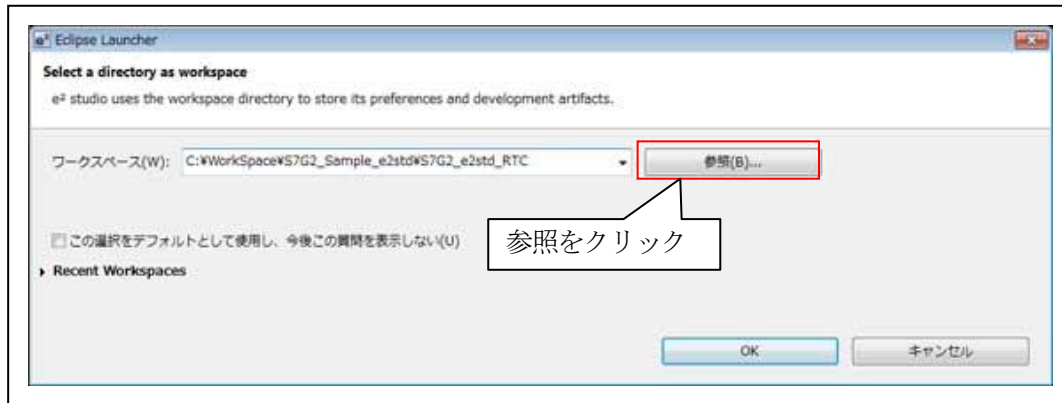 e² Eclipse Launcher
Select a directory as workspace
e² studio uses the workspace directory to store its preferences and development artifacts.
ワークスペース(W): C:¥WorkSpace¥S7G2_Sample_e2std¥S7G2_e2std_RTC 参照(B)...
参照をクリック
この選択をデフォルトとして使用し、今後この質問を表示しない(U)
Recent Workspaces
OK キャンセル